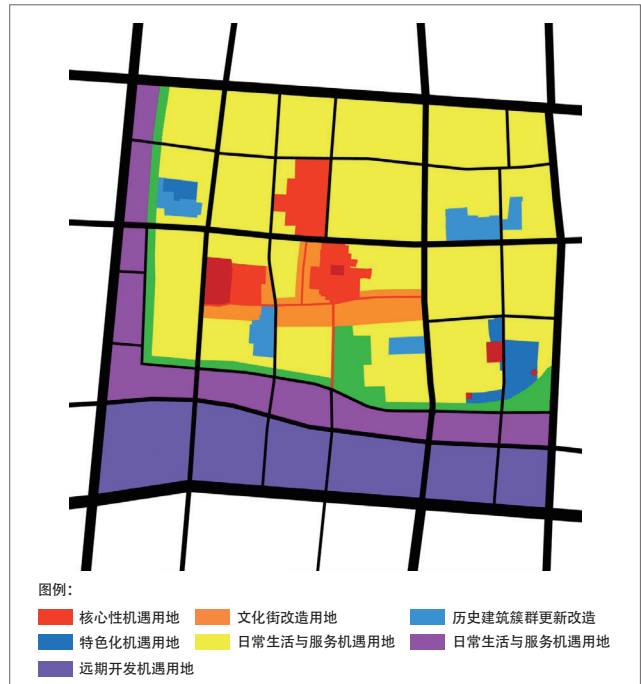 图例：
核心性机遇用地 文化街改造用地 历史建筑簇群更新改造
特色化机遇用地 日常生活与服务机遇用地 日常生活与服务机遇用地
远期开发机遇用地